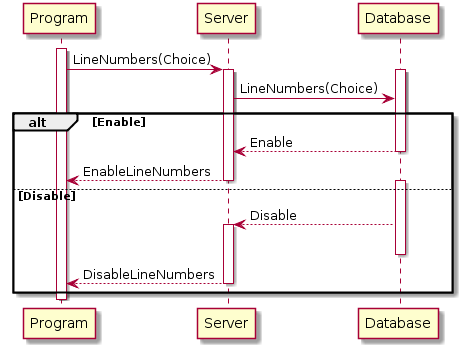 Program Server Database
LineNumbers(Choice)
LineNumbers(Choice)
alt [Enable]
Enable
EnableLineNumbers
[Disable]
Disable
DisableLineNumbers
Program Server Database